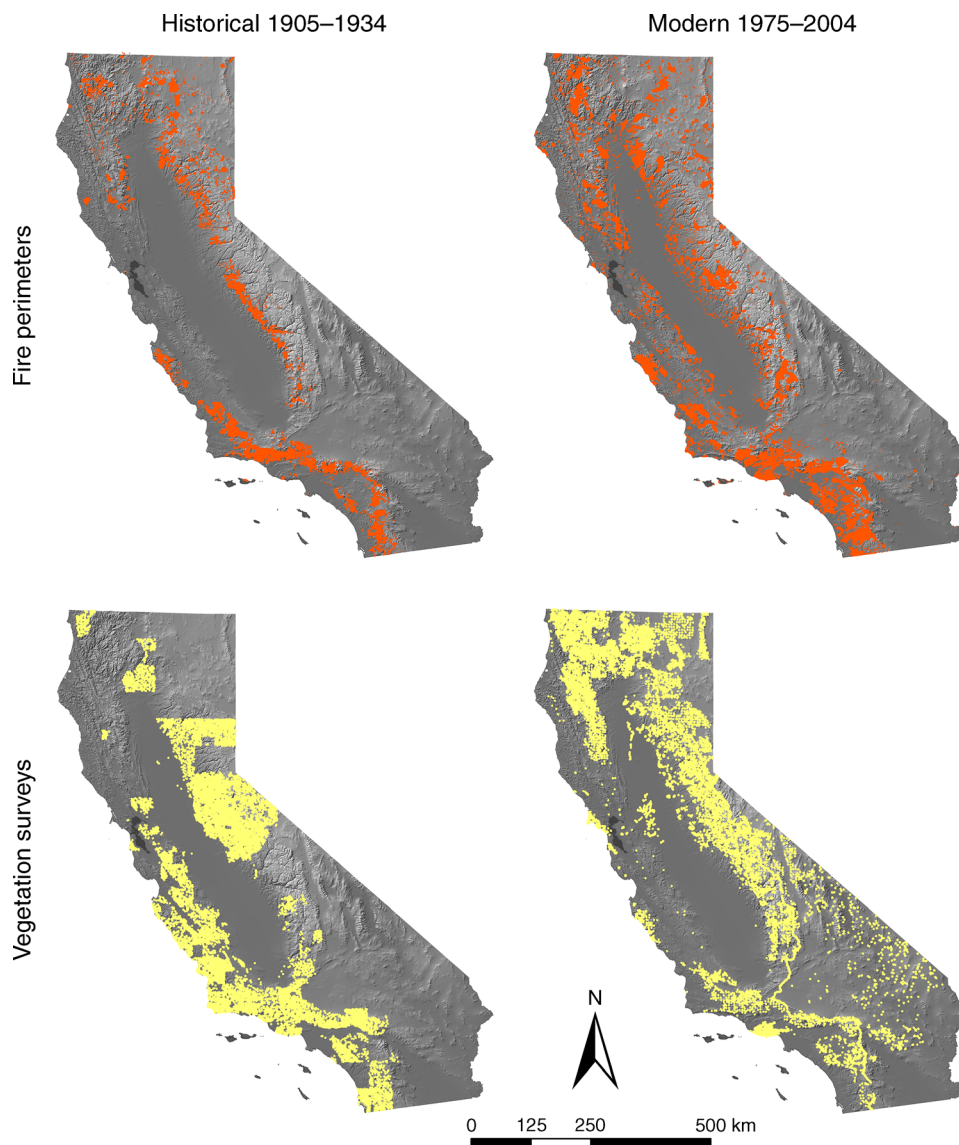 Historical 1905–1934
Modern 1975–2004
Fire perimeters
Vegetation surveys
N
0 125 250 500 km